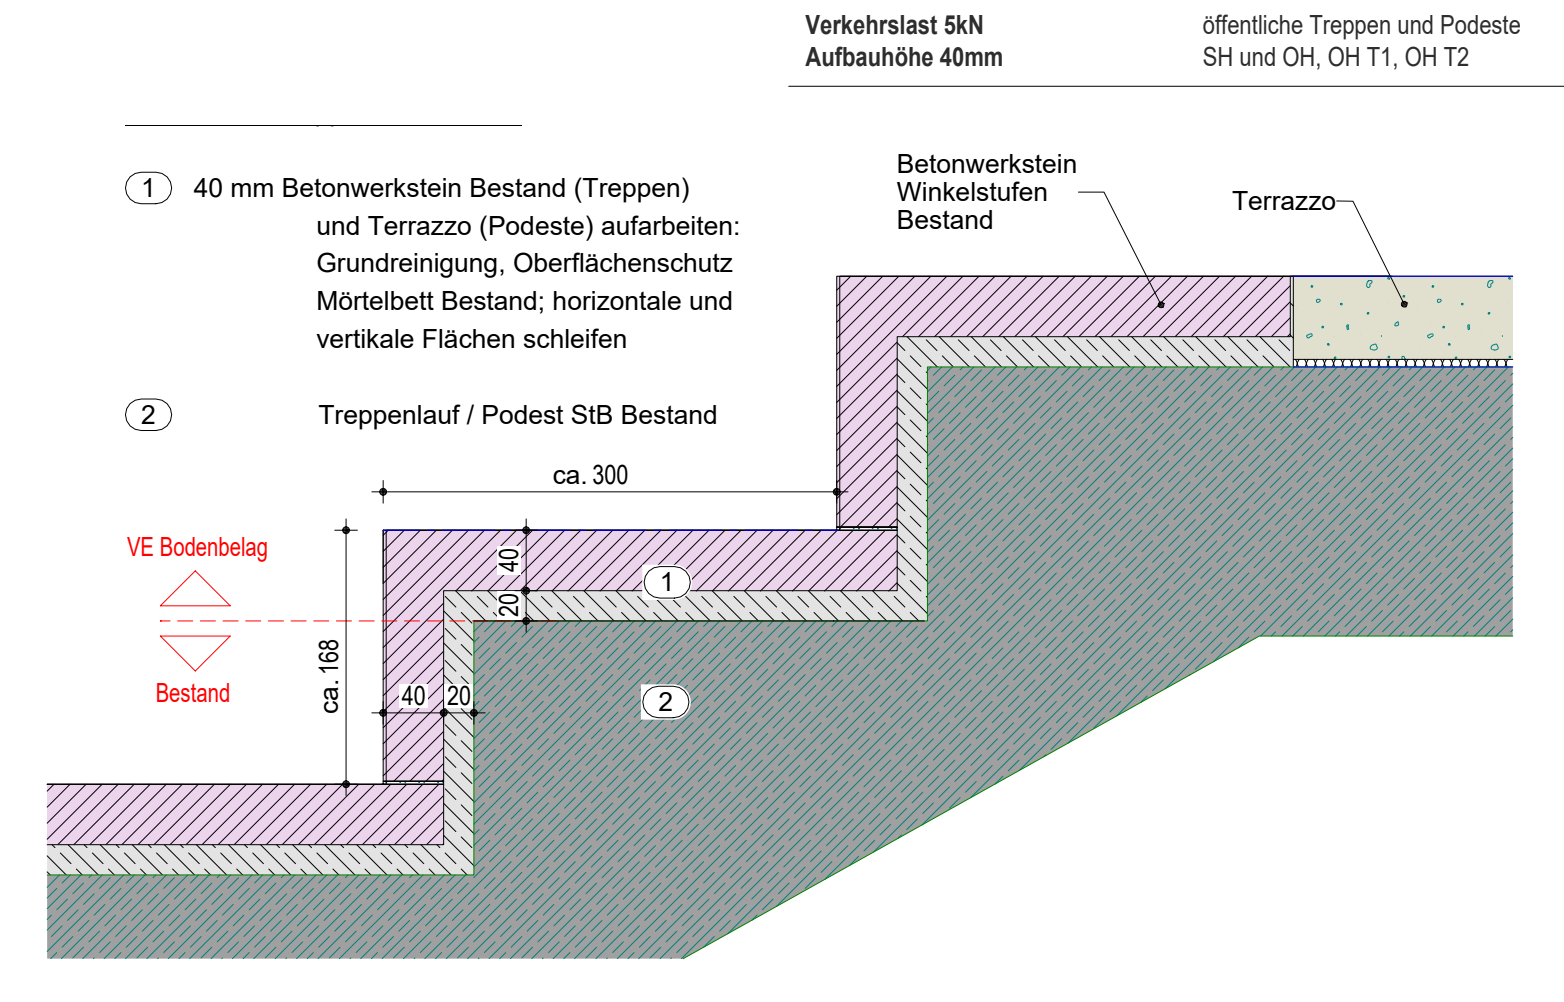 Verkehrslast 5kN öffentliche Treppen und Podeste
Aufbauhöhe 40mm SH und OH, OH T1, OH T2
1 40 mm Betonwerkstein Bestand (Treppen)
und Terrazzo (Podeste) aufarbeiten:
Grundreinigung, Oberflächenschutz
Mörtelbett Bestand; horizontale und
vertikale Flächen schleifen
2 Treppenlauf / Podest StB Bestand
Betonwerkstein
Winkelstufen
Bestand
Terrazzo
ca. 300
VE Bodenbelag
Bestand
ca. 168
40
20
1
40 20
2